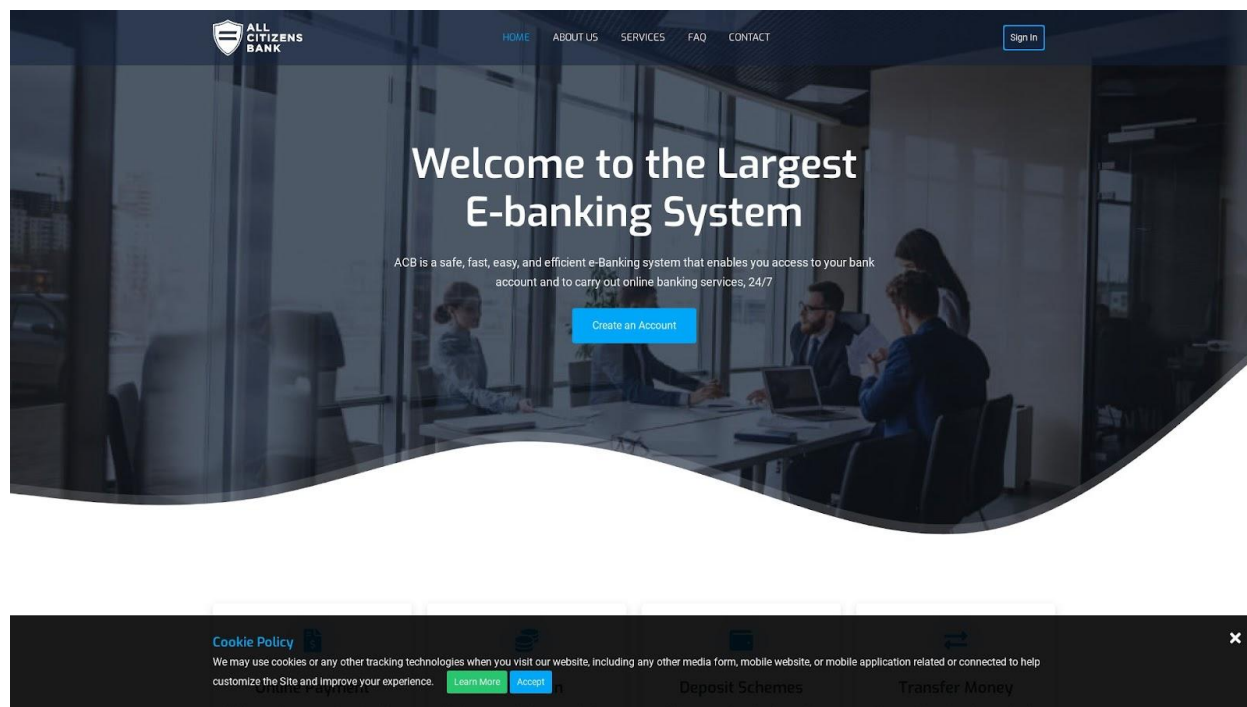 ALL
CITIZENS
BANK
HOME ABOUT US SERVICES FAQ CONTACT
Sign In
Welcome to the Largest
E-banking System
ACB is a safe, fast, easy, and efficient e-Banking system that enables you access to your bank
account and to carry out online banking services, 24/7
Create an Account
Cookie Policy
We may use cookies or any other tracking technologies when you visit our website, including any other media form, mobile website, or mobile application related or connected to help
customize the Site and improve your experience. Learn More Accept
Online Payment Deposit Schemes Transfer Money